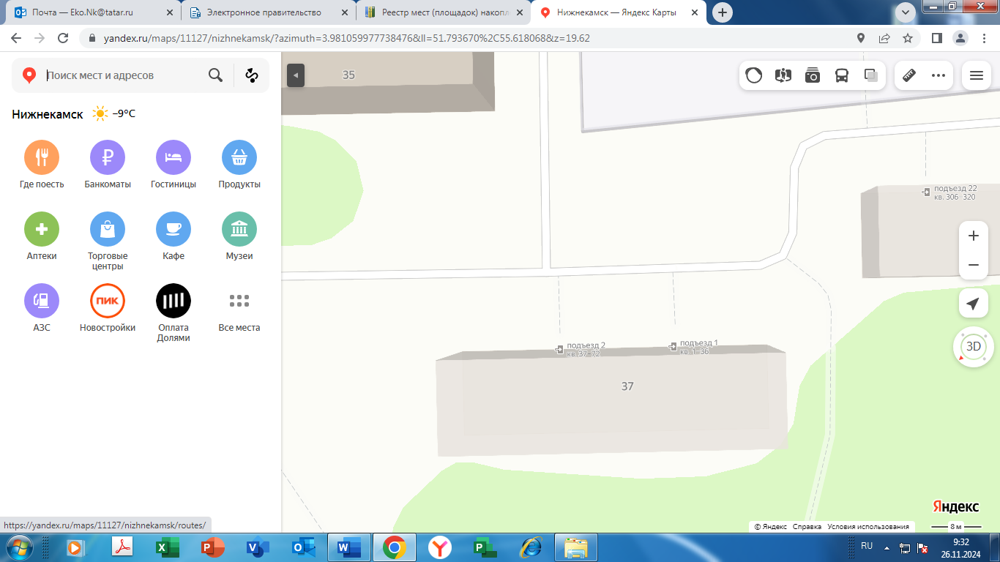 Почта — Eko.Nk@tatar.ru
Электронное правительство
Реестр мест (площадок) накопл
Нижнекамск — Яндекс Карты
yandex.ru/maps/11127/nizhnekamsk/?azimuth=3.981059977738476&ll=51.793670%2C55.618068&z=19.62
Поиск мест и адресов
Нижнекамск –9°C
Где поесть
Банкоматы
Гостиницы
Продукты
Аптеки
Торговые центры
Кафе
Музеи
АЗС
ПИК
Новостройки
Оплата Долями
Все места
35
подъезд 22
кв. 306–320
подъезд 2
кв. 37–72
подъезд 1
кв. 1–36
37
3D
Яндекс
© Яндекс Справка Условия использования
8 м
https://yandex.ru/maps/11127/nizhnekamsk/routes/
RU
9:32
26.11.2024